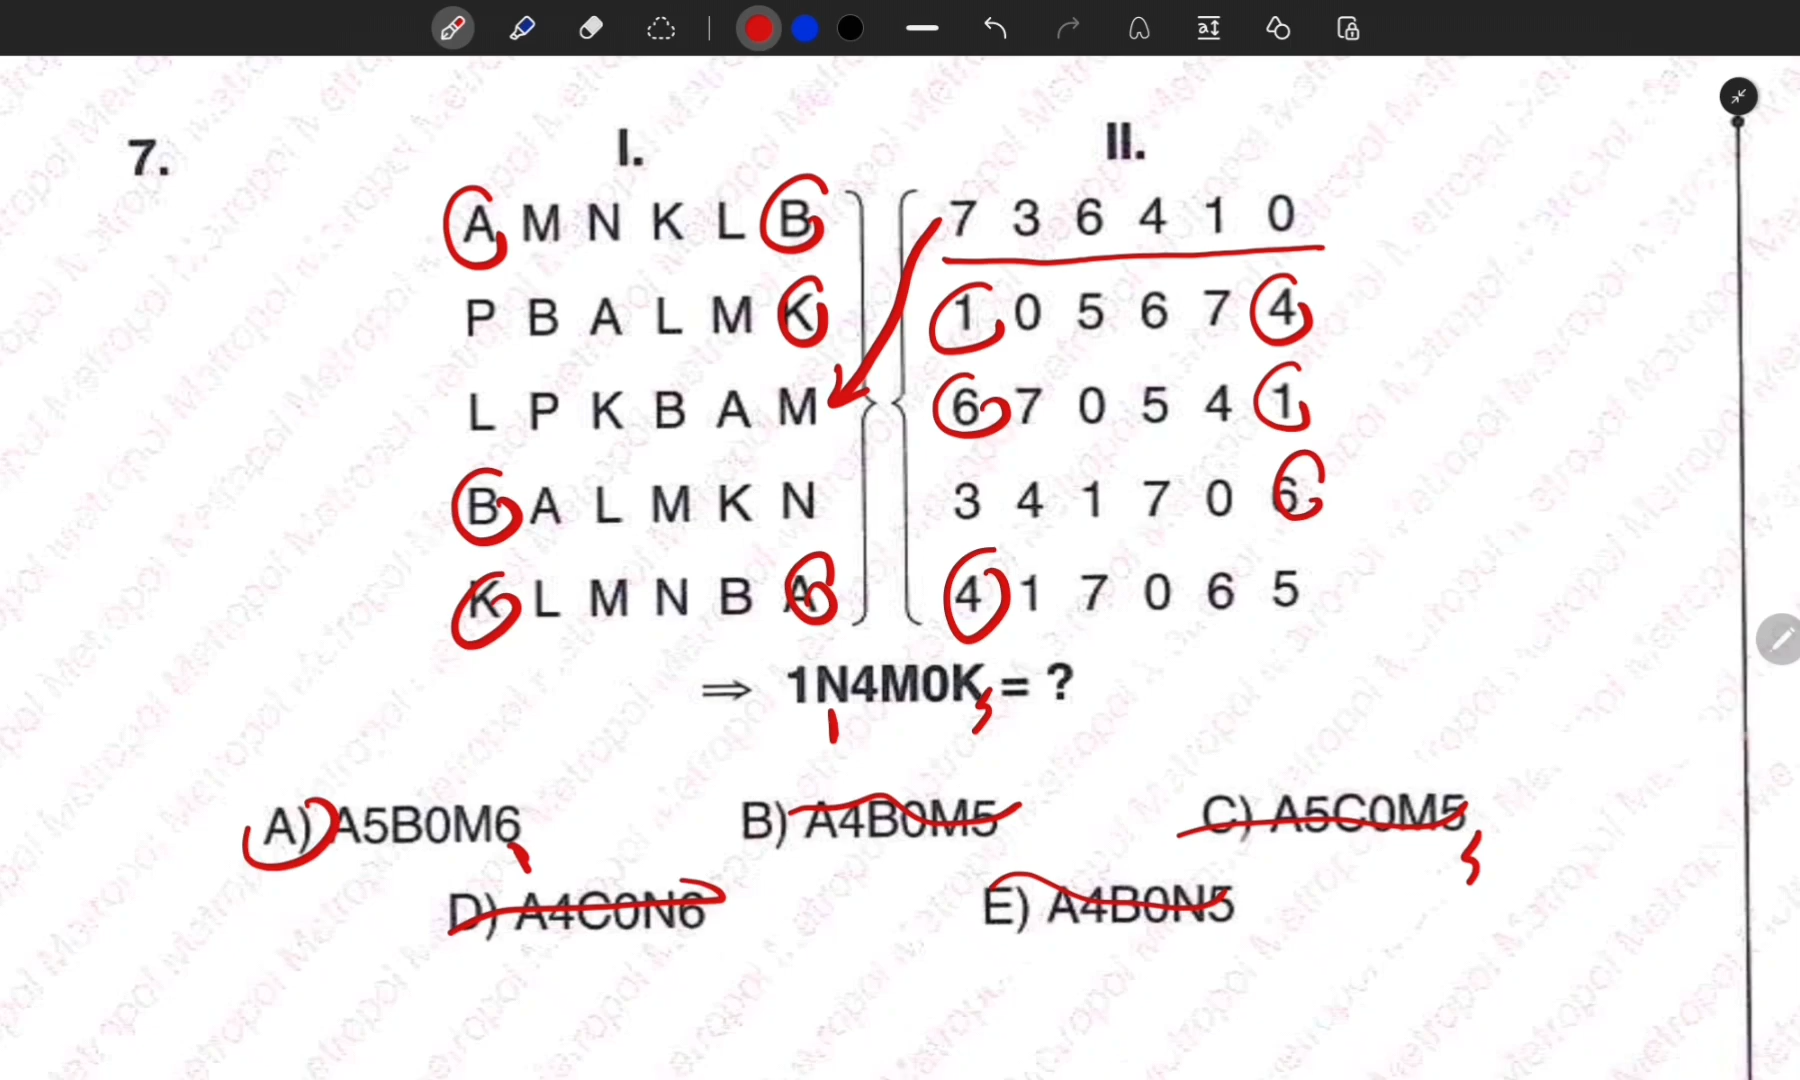 7.
I. II.
A M N K L B 7 3 6 4 1 0
P B A L M K 1 0 5 6 7 4
L P K B A M 6 7 0 5 4 1
B A L M K N 3 4 1 7 0 6
K L M N B A 4 1 7 0 6 5
⇒ 1N4M0K = ?
A) A5B0M6 B) A4B0M5 C) A5C0M5
D) A4C0N6 E) A4B0N5